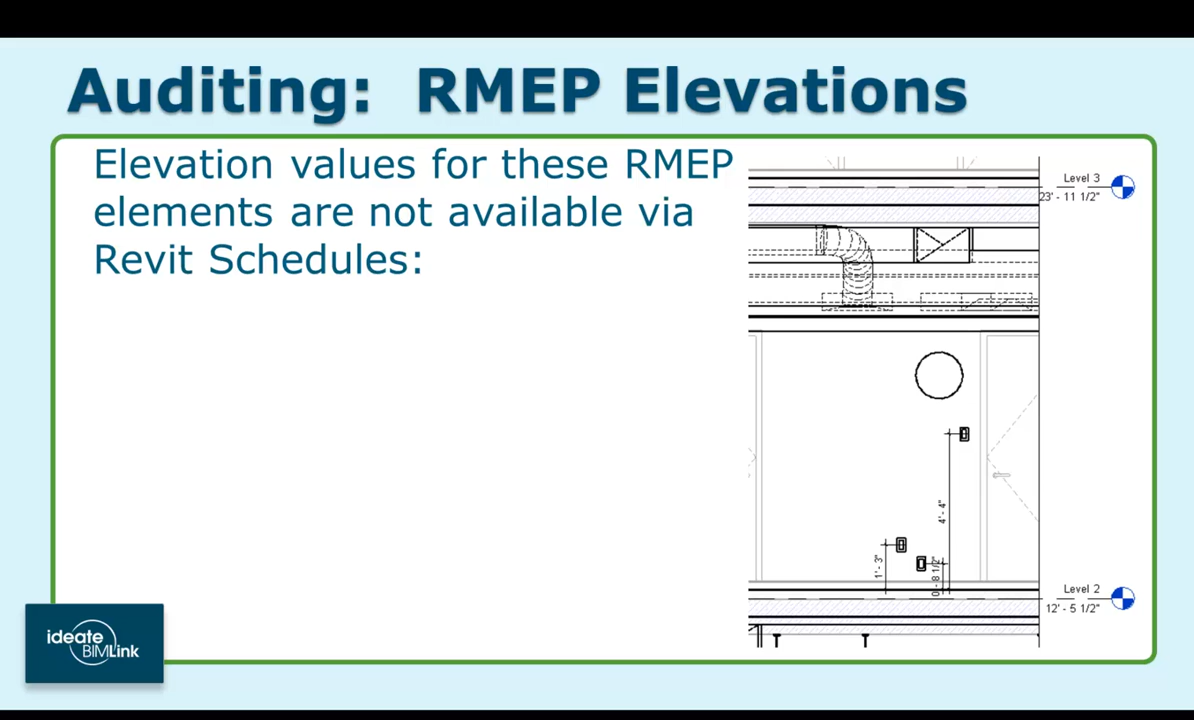 Auditing: RMEP Elevations
Elevation values for these RMEP
elements are not available via
Revit Schedules:
Level 3
23' - 11 1/2"
4' - 4"
1' - 3"
0' - 8 1/2"
Level 2
12' - 5 1/2"
ideate
BIMLink